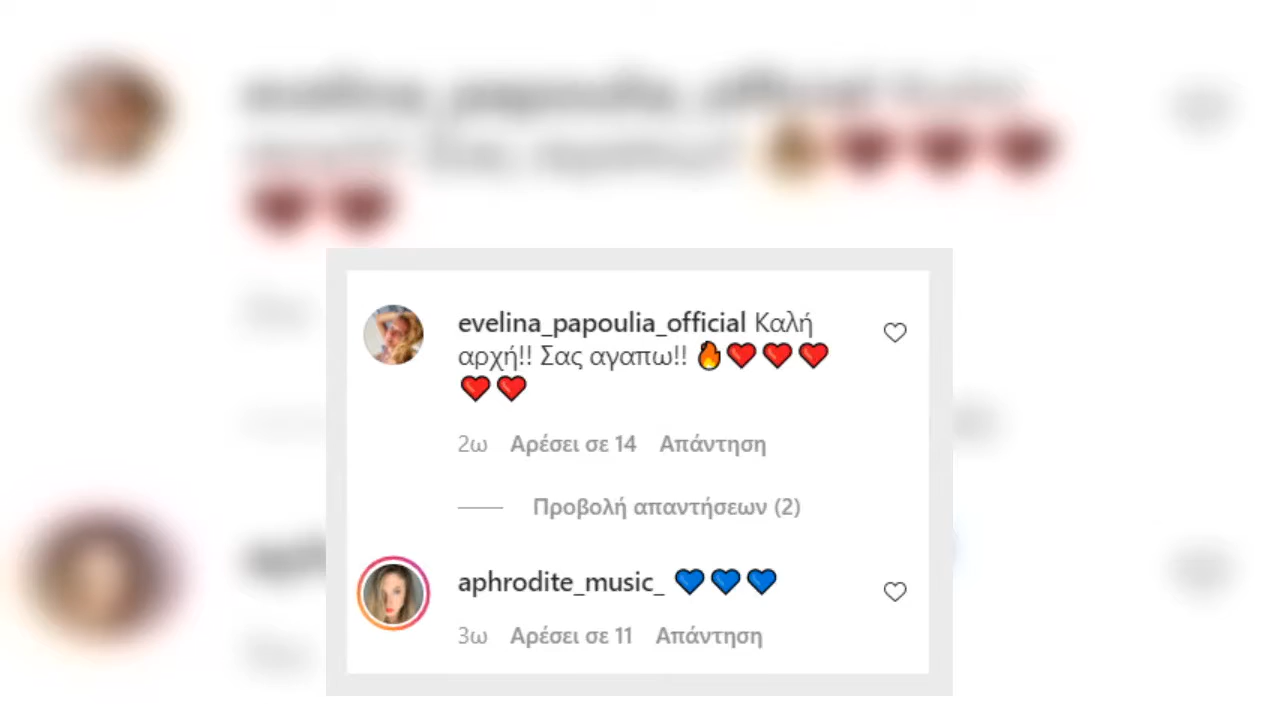 evelina_papoulia_official Καλή
αρχή!! Σας αγαπω!! 🔥❤️❤️❤️
❤️❤️
2ω Αρέσει σε 14 Απάντηση
Προβολή απαντήσεων (2)
aphrodite_music_ 💙💙💙
3ω Αρέσει σε 11 Απάντηση